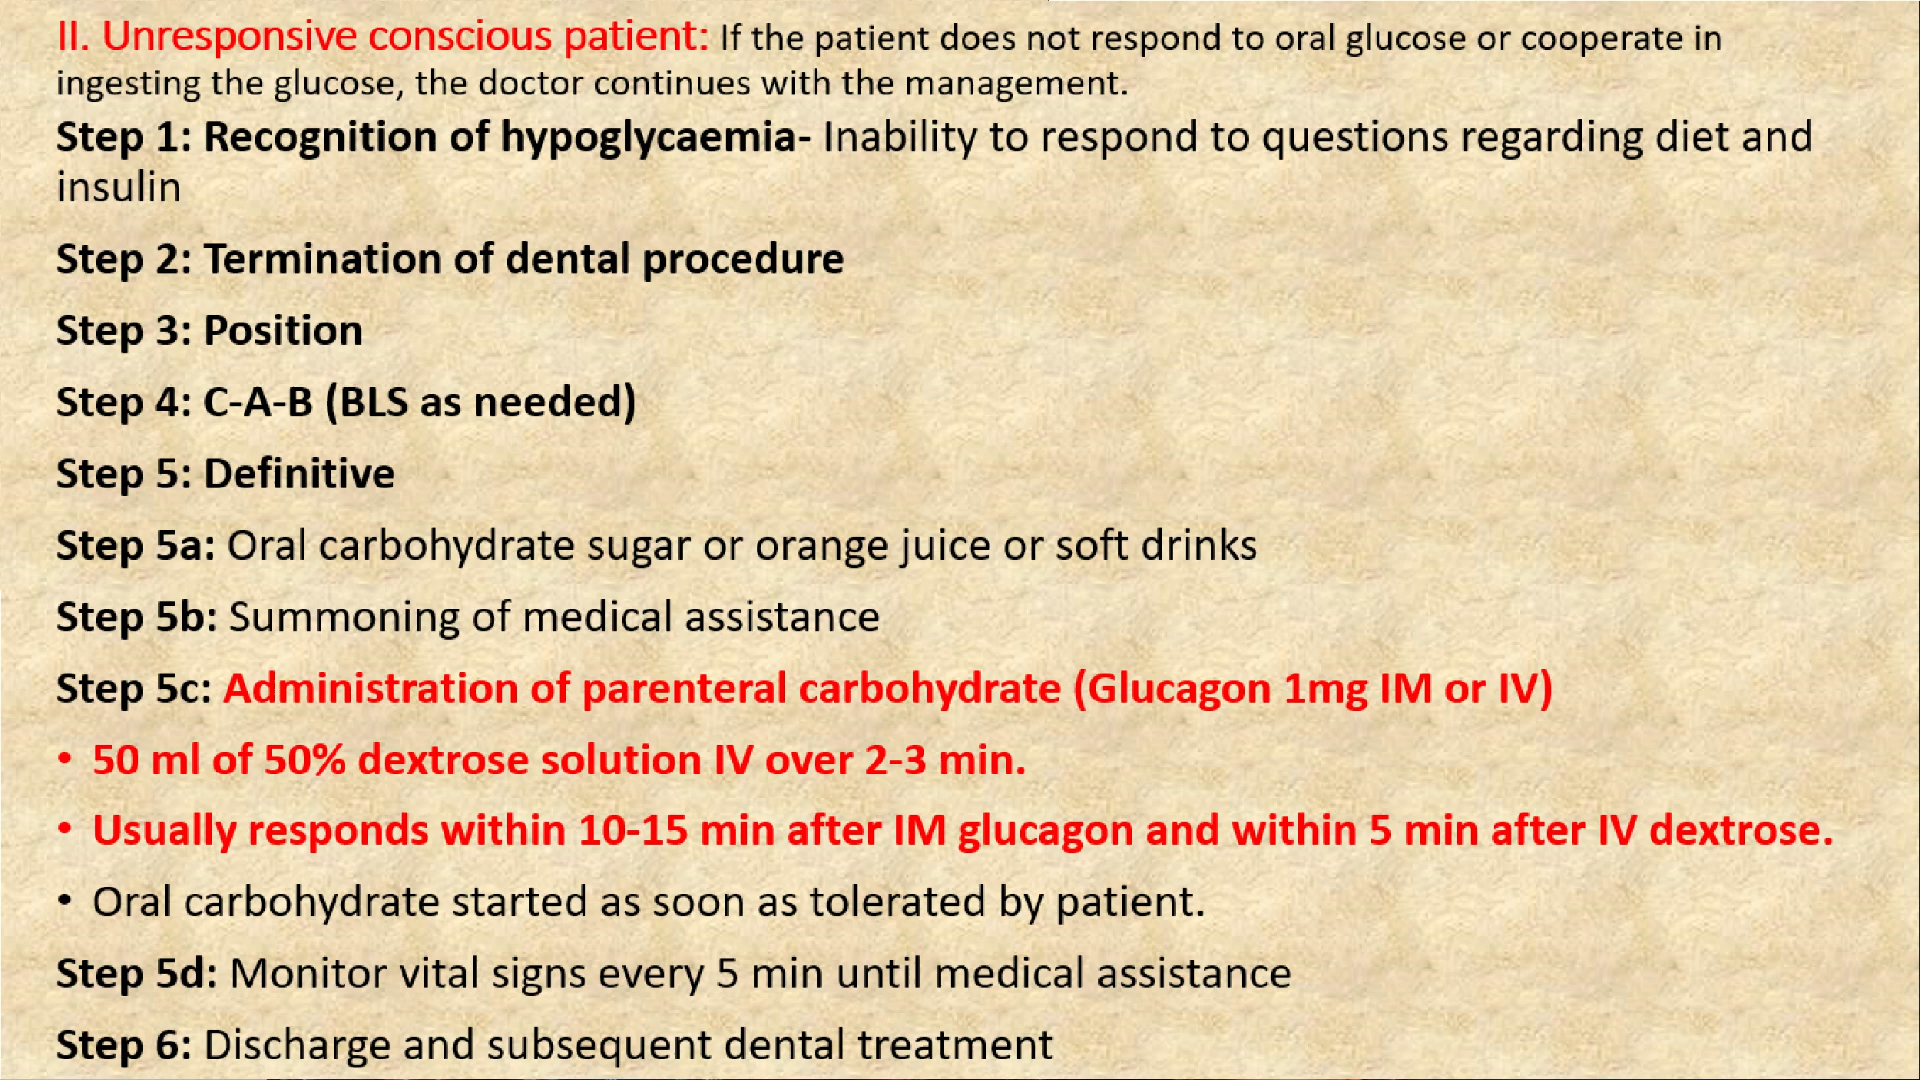 II. Unresponsive conscious patient: If the patient does not respond to oral glucose or cooperate in
ingesting the glucose, the doctor continues with the management.
Step 1: Recognition of hypoglycaemia- Inability to respond to questions regarding diet and
insulin
Step 2: Termination of dental procedure
Step 3: Position
Step 4: C-A-B (BLS as needed)
Step 5: Definitive
Step 5a: Oral carbohydrate sugar or orange juice or soft drinks
Step 5b: Summoning of medical assistance
Step 5c: Administration of parenteral carbohydrate (Glucagon 1mg IM or IV)
• 50 ml of 50% dextrose solution IV over 2-3 min.
• Usually responds within 10-15 min after IM glucagon and within 5 min after IV dextrose.
• Oral carbohydrate started as soon as tolerated by patient.
Step 5d: Monitor vital signs every 5 min until medical assistance
Step 6: Discharge and subsequent dental treatment